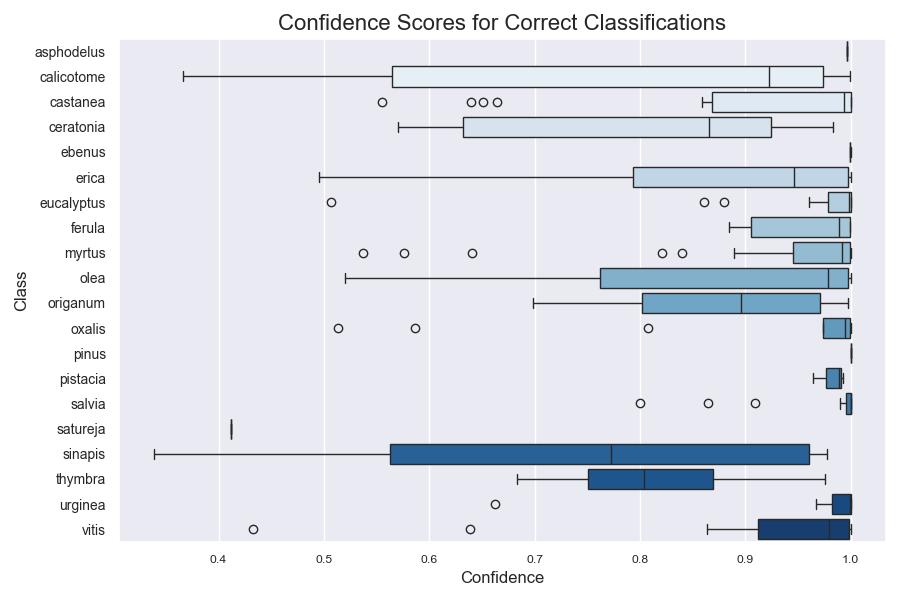 Confidence Scores for Correct Classifications
asphodelus
calicotome
castanea
ceratonia
ebenus
erica
eucalyptus
ferula
myrtus
olea
origanum
oxalis
pinus
pistacia
salvia
satureja
sinapis
thymbra
urginea
vitis
Class
0.4 0.5 0.6 0.7 0.8 0.9 1.0
Confidence